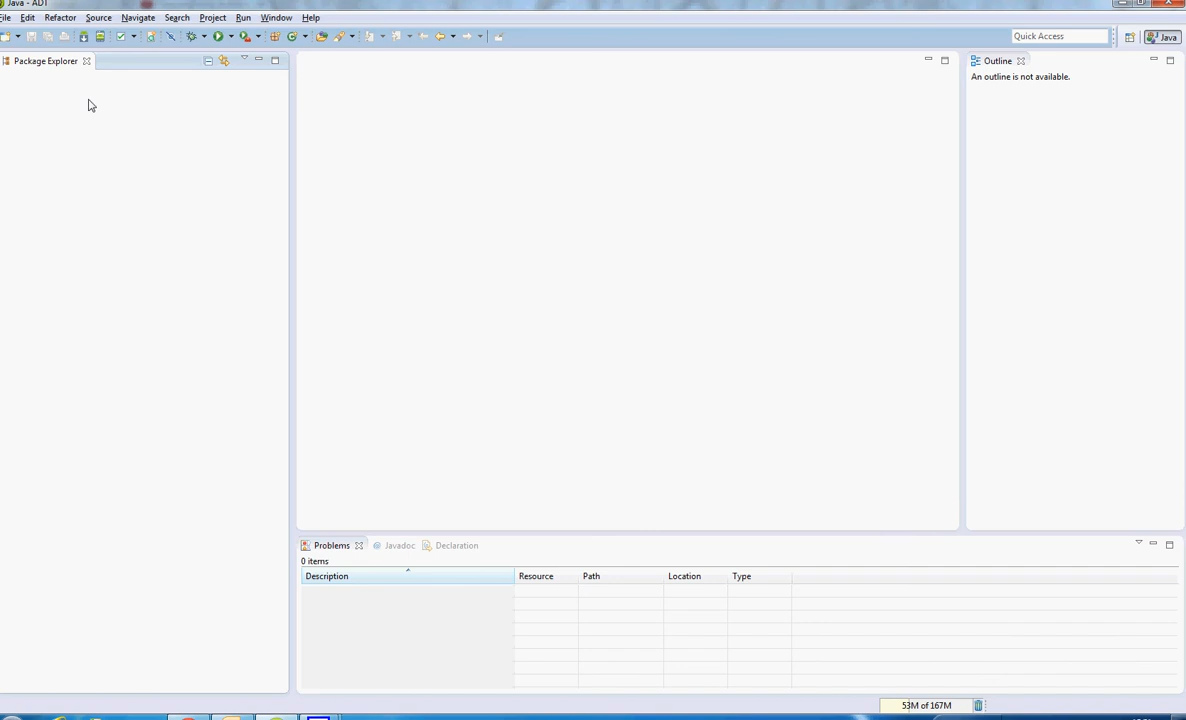 Java - ADT
File Edit Refactor Source Navigate Search Project Run Window Help
Quick Access Java
Package Explorer
Outline
An outline is not available.
Problems Javadoc Declaration
0 items
Description Resource Path Location Type
53M of 167M